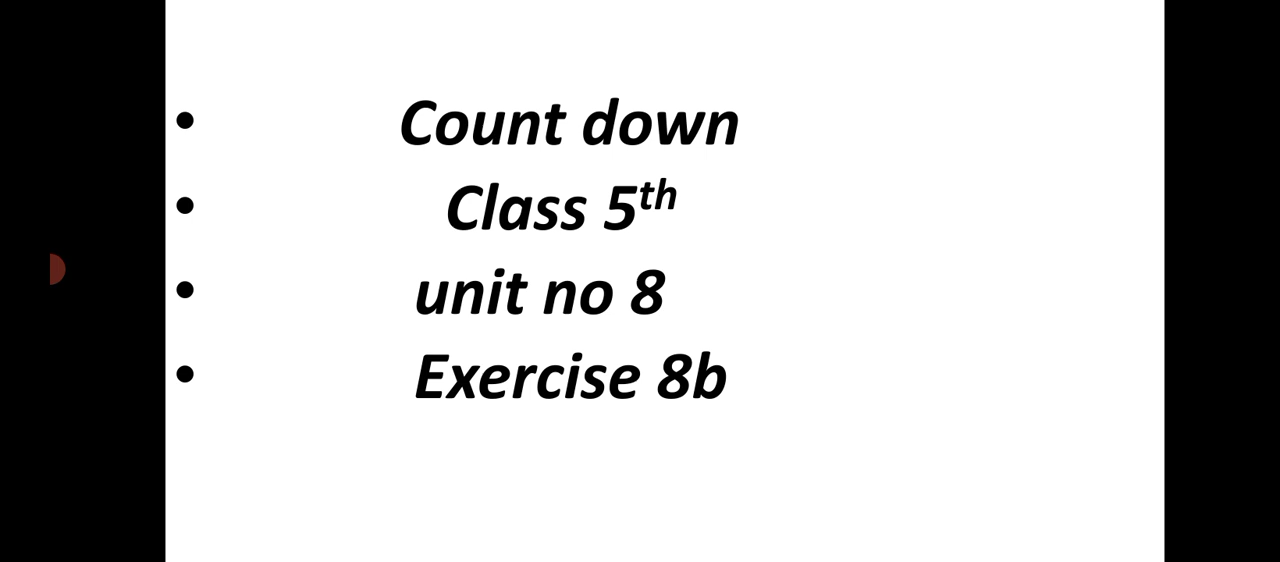 • Count down
• Class 5th
• unit no 8
• Exercise 8b